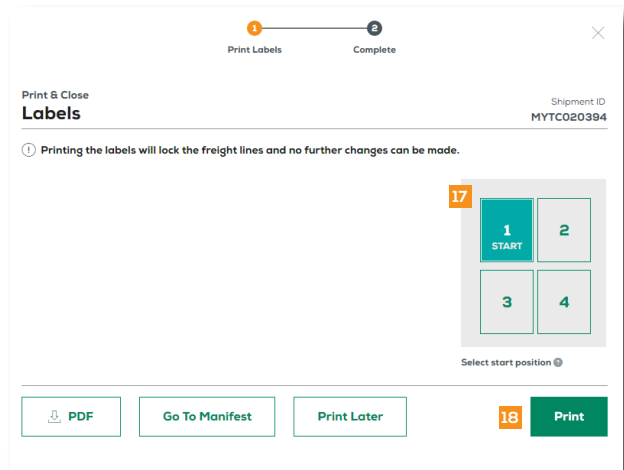 1
2
Print Labels
Complete
Print & Close
Labels
Shipment ID
MYTC020394
! Printing the labels will lock the freight lines and no further changes can be made.
17
1
START
2
3
4
Select start position ?
PDF
Go To Manifest
Print Later
18
Print